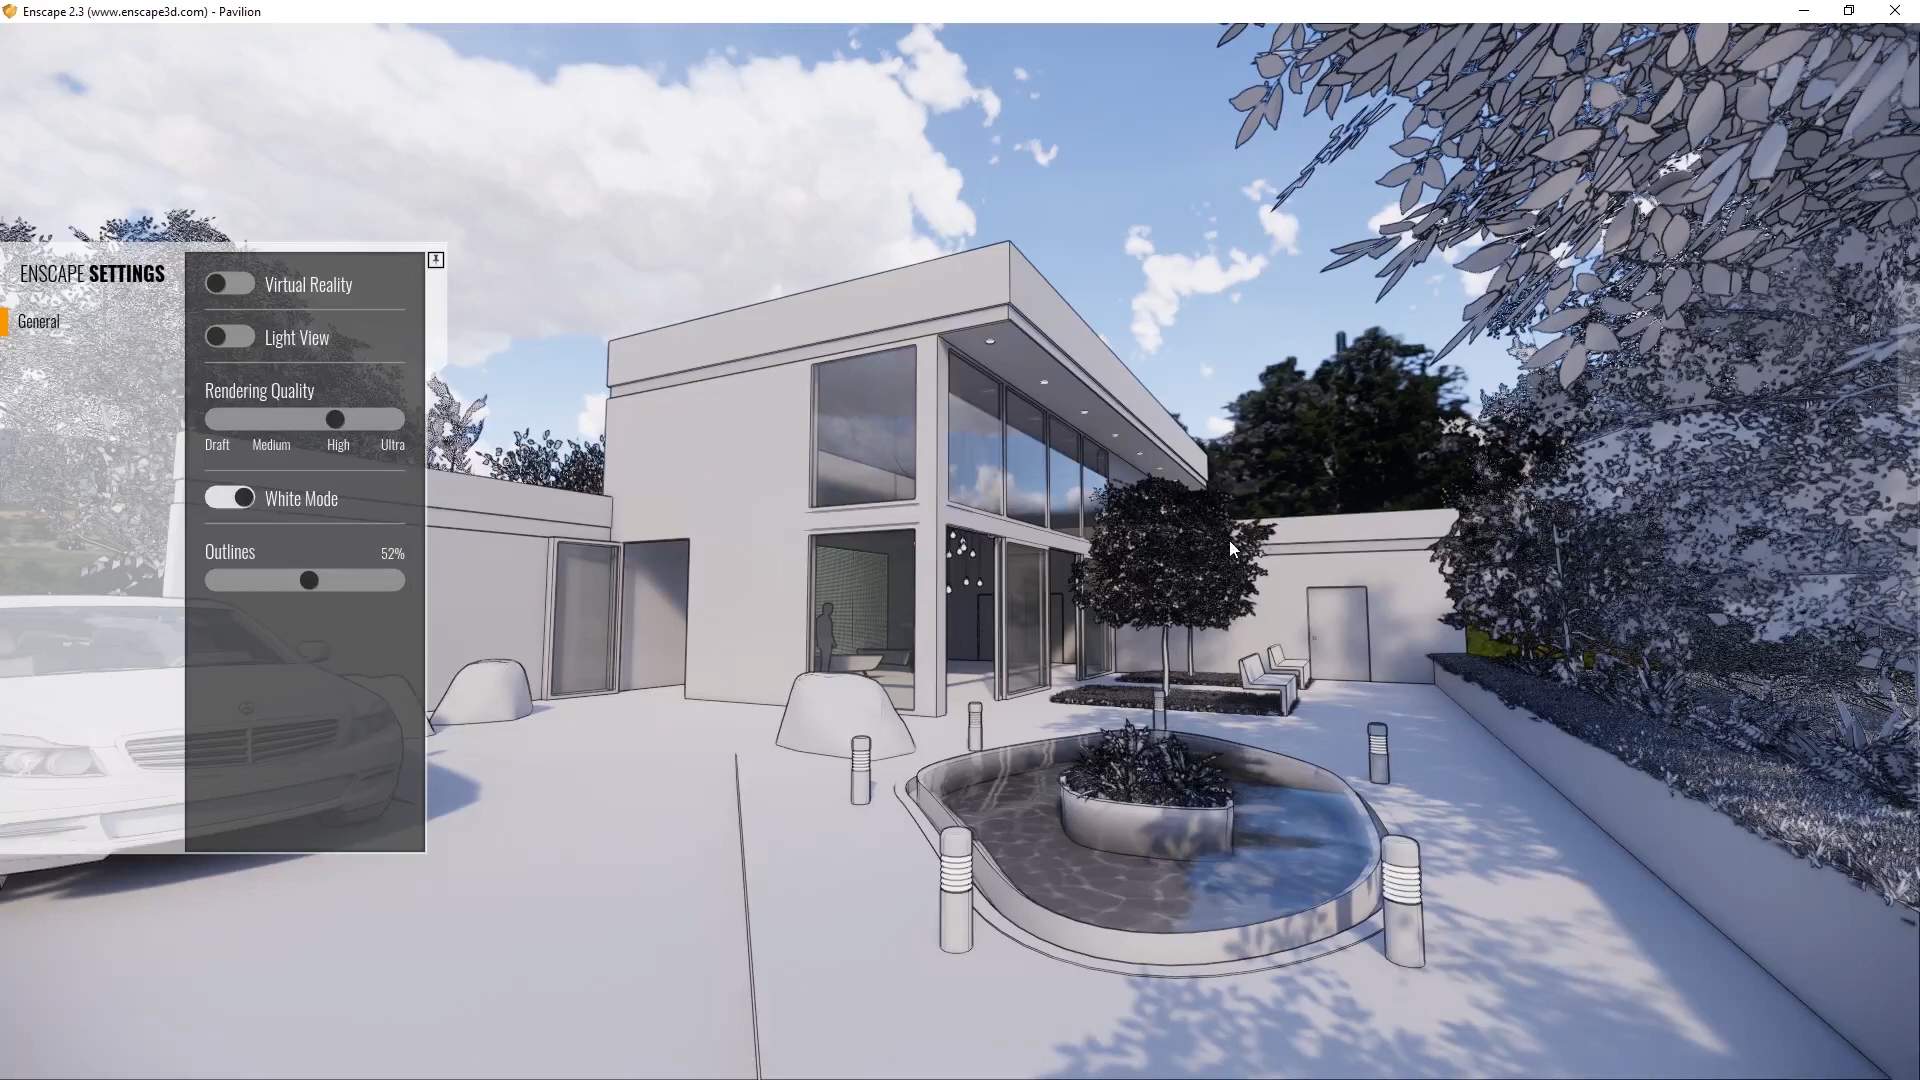 Enscape 2.3 (www.enscape3d.com) - Pavilion
ENSCAPE SETTINGS
General
Virtual Reality
Light View
Rendering Quality
Draft Medium High Ultra
White Mode
Outlines 52%